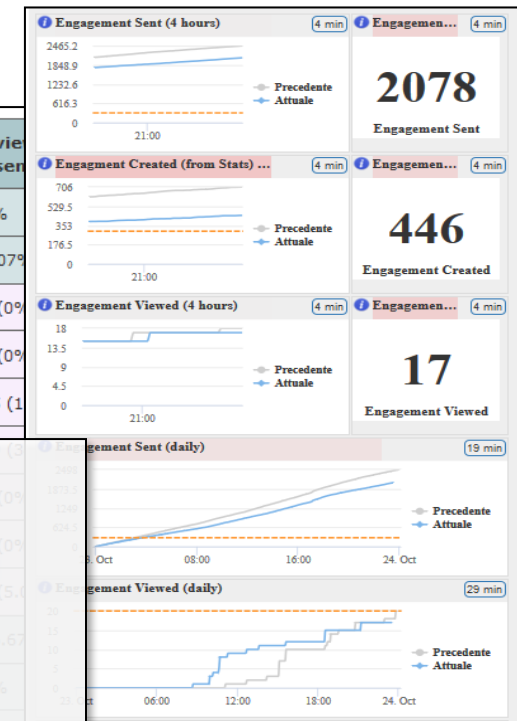 Engagement Sent (4 hours)
4 min
2465.2
1848.9
1232.6
616.3
0
21:00
Precedente
Attuale
Engagemen...
4 min
2078
Engagement Sent
Engagment Created (from Stats) ...
4 min
706
529.5
353
176.5
0
21:00
Precedente
Attuale
Engagemen...
4 min
446
Engagement Created
Engagement Viewed (4 hours)
4 min
18
13.5
9
4.5
0
21:00
Precedente
Attuale
Engagemen...
4 min
17
Engagement Viewed
Engagement Sent (daily)
19 min
08:00
16:00
24. Oct
Precedente
Attuale
Engagement Viewed (daily)
29 min
20
15
10
5
0
06:00
12:00
18:00
24. Oct
Precedente
Attuale